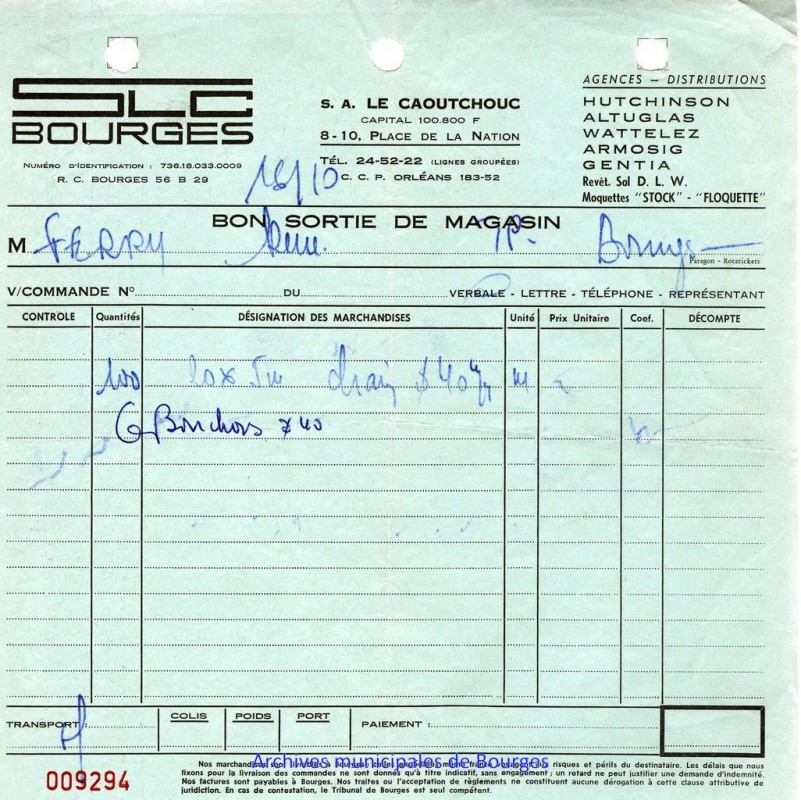 SLC
BOURGES
NUMÉRO D'IDENTIFICATION : 736.18.033.0009
R. C. BOURGES 56 B 29
S. A. LE CAOUTCHOUC
CAPITAL 100.800 F
8-10, PLACE DE LA NATION
TÉL. 24-52-22 (LIGNES GROUPÉES)
C. C. P. ORLÉANS 183-52
AGENCES – DISTRIBUTIONS
HUTCHINSON
ALTUGLAS
WATTELEZ
ARMOSIG
GENTIA
Revêt. Sol D. L. W.
Moquettes "STOCK" - "FLOQUETTE"
16/10
BON SORTIE DE MAGASIN
M FERRY TP. Bourges
Paragon - Rotatickets
V/COMMANDE N° DU VERBALE - LETTRE - TÉLÉPHONE - REPRÉSENTANT
CONTROLE Quantités DÉSIGNATION DES MARCHANDISES Unité Prix Unitaire Coef. DÉCOMPTE
100 5m 40 m
6 Bouchons 40
TRANSPORT : COLIS POIDS PORT PAIEMENT :
009294
Archives municipales de Bourges
Nos marchandises risques et périls du destinataire. Les délais que nous
fixons pour la livraison des commandes ne sont donnés qu'à titre indicatif, sans engagement ; un retard ne peut justifier une demande d'indemnité.
Nos factures sont payables à Bourges. Nos traites ou l'acceptation de règlements ne constituent aucune dérogation à cette clause attributive de
juridiction. En cas de contestation, le Tribunal de Bourges est seul compétent.